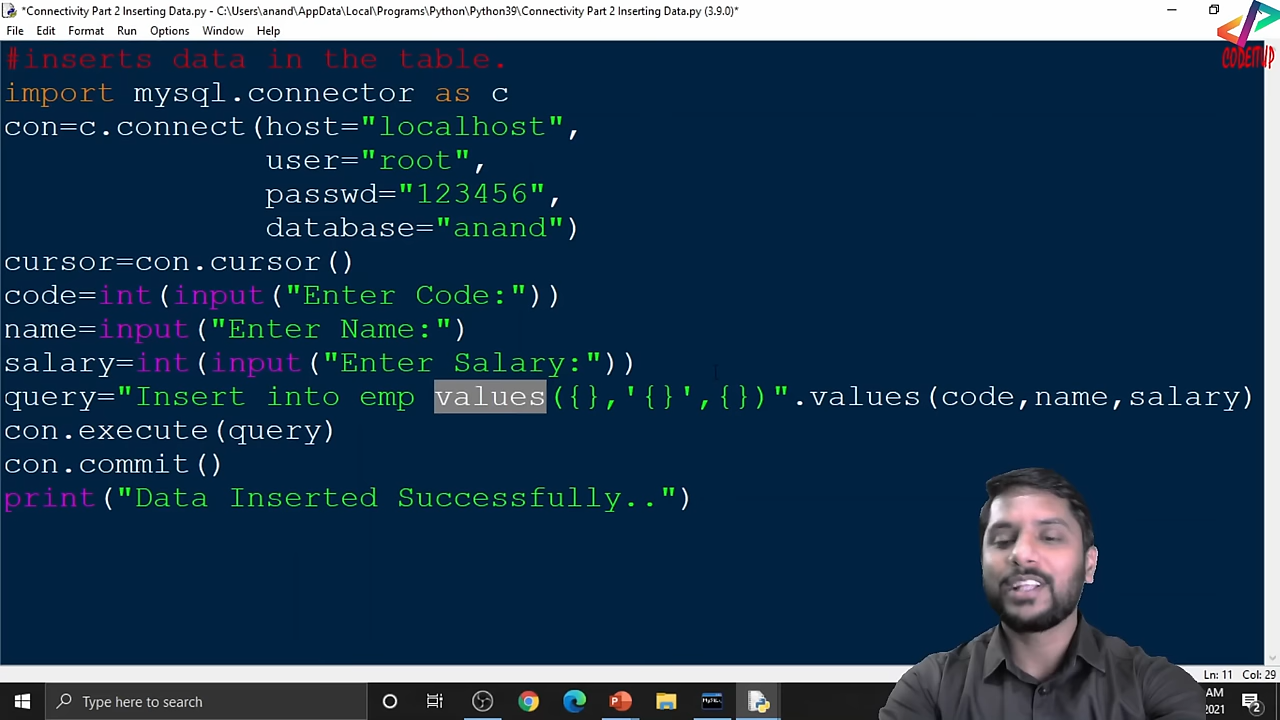 *Connectivity Part 2 Inserting Data.py - C:\Users\anand\AppData\Local\Programs\Python\Python39\Connectivity Part 2 Inserting Data.py (3.9.0)*
File Edit Format Run Options Window Help
CODEITUP
#inserts data in the table.
import mysql.connector as c
con=c.connect(host="localhost",
user="root",
passwd="123456",
database="anand")
cursor=con.cursor()
code=int(input("Enter Code:"))
name=input("Enter Name:")
salary=int(input("Enter Salary:"))
query="Insert into emp values({},'{}',{})".values(code,name,salary)
con.execute(query)
con.commit()
print("Data Inserted Successfully..")
Ln: 11 Col: 29
Type here to search
AM
2021
2